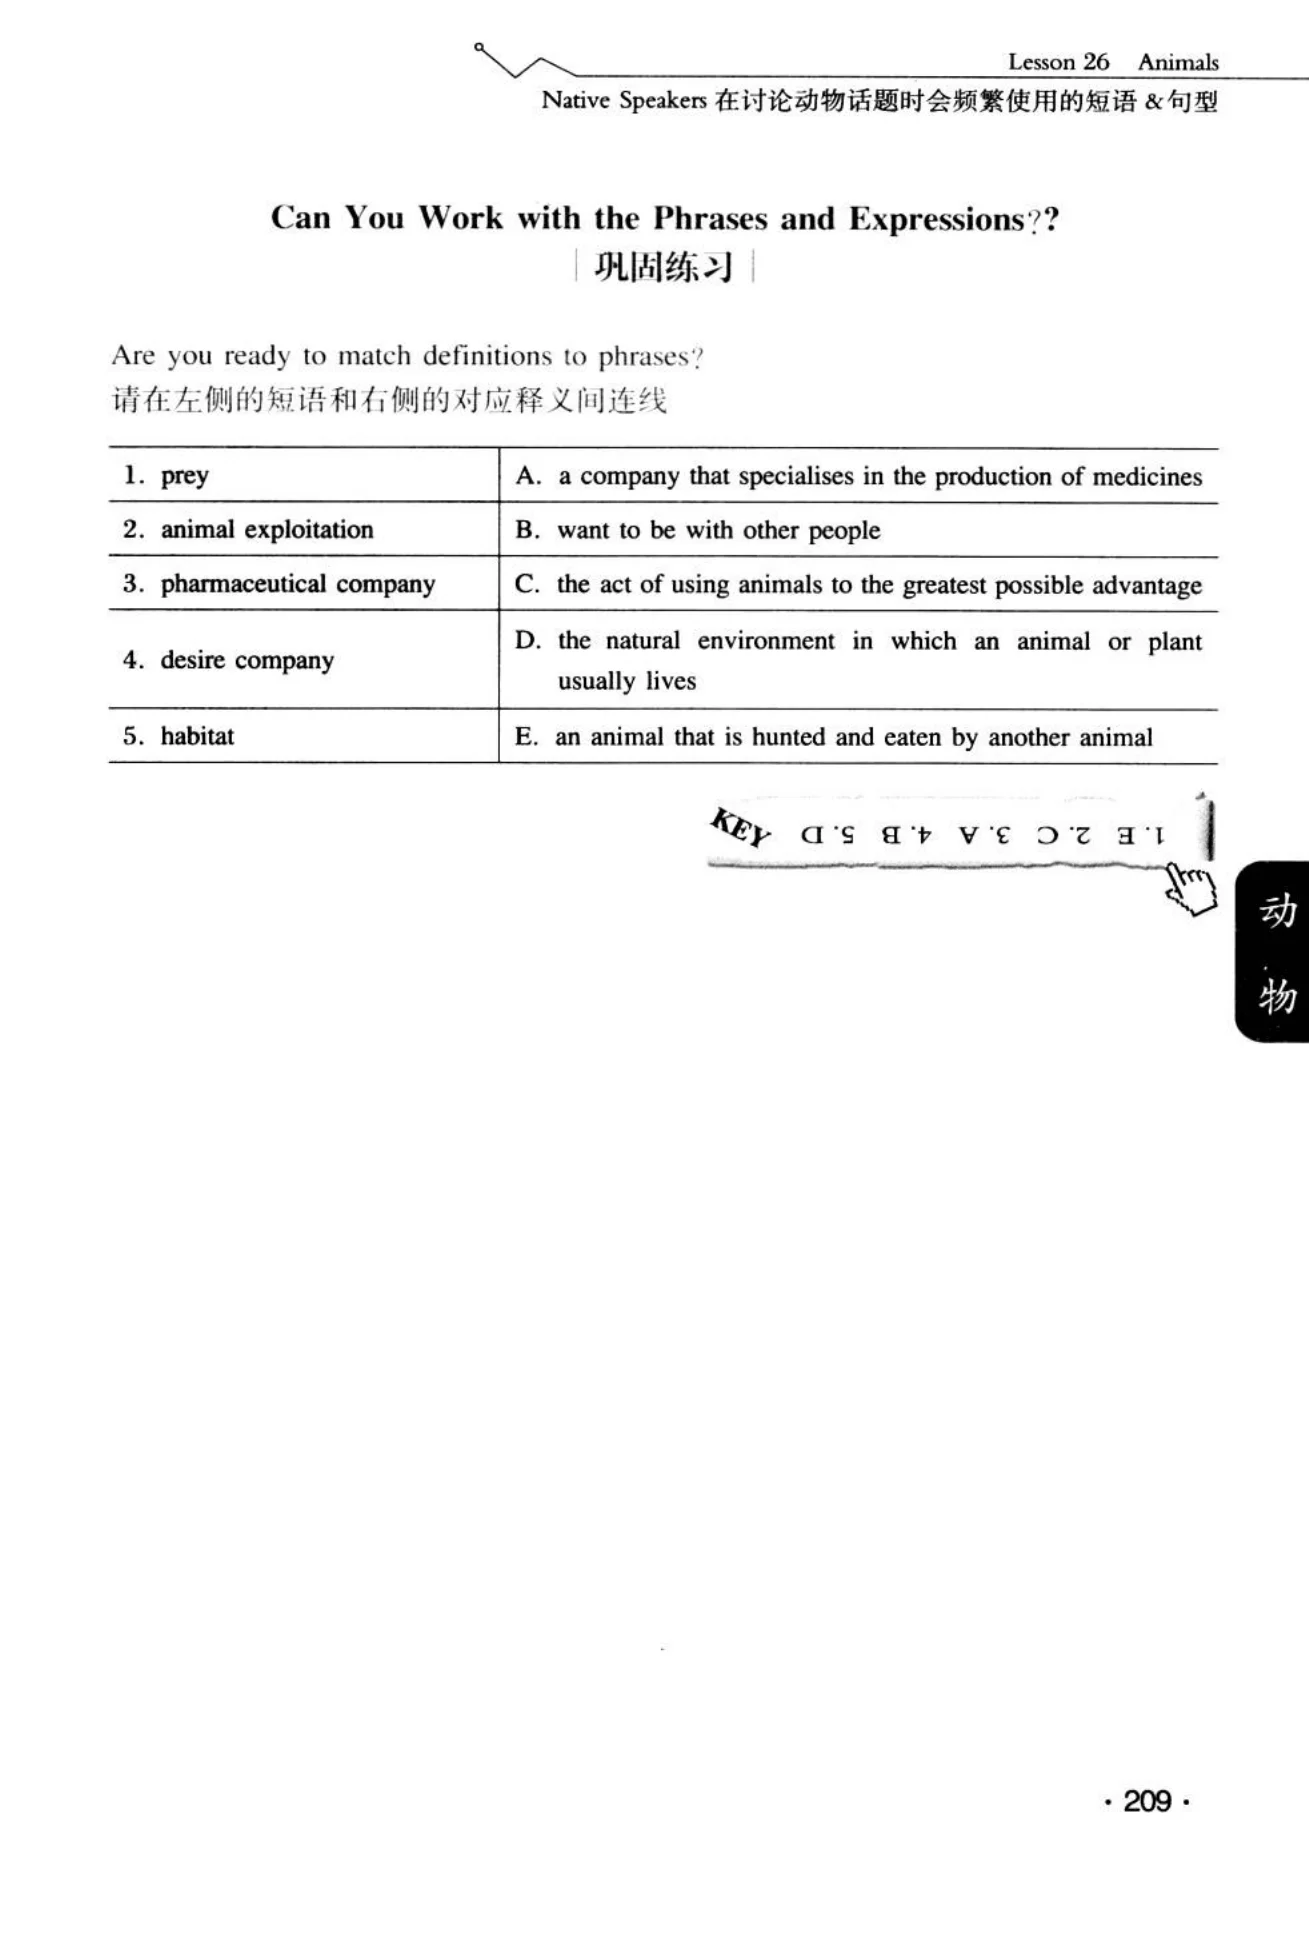 Lesson 26 Animals
Native Speakers 在讨论动物话题时会频繁使用的短语 & 句型
Can You Work with the Phrases and Expressions??
巩固练习
Are you ready to match definitions to phrases?
请在左侧的短语和右侧的对应释义间连线
1. prey
A. a company that specialises in the production of medicines
2. animal exploitation
B. want to be with other people
3. pharmaceutical company
C. the act of using animals to the greatest possible advantage
4. desire company
D. the natural environment in which an animal or plant
usually lives
5. habitat
E. an animal that is hunted and eaten by another animal
KEY
1. E 2. C 3. A 4. B 5. D
动
物
· 209 ·